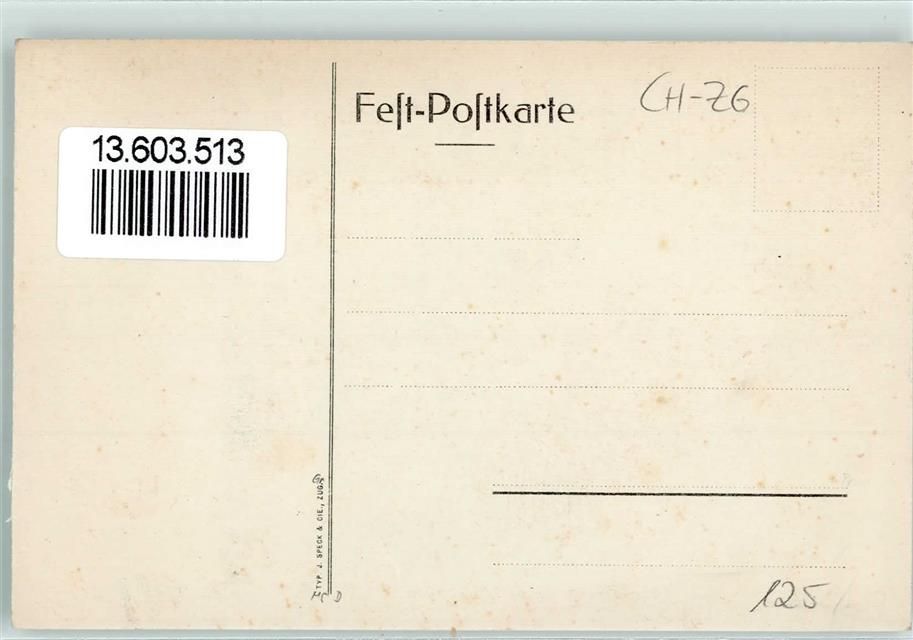 13.603.513
Feſt-Poſtkarte
CH-ZG
TYP. J. SPECK & CIE., ZUG.
125